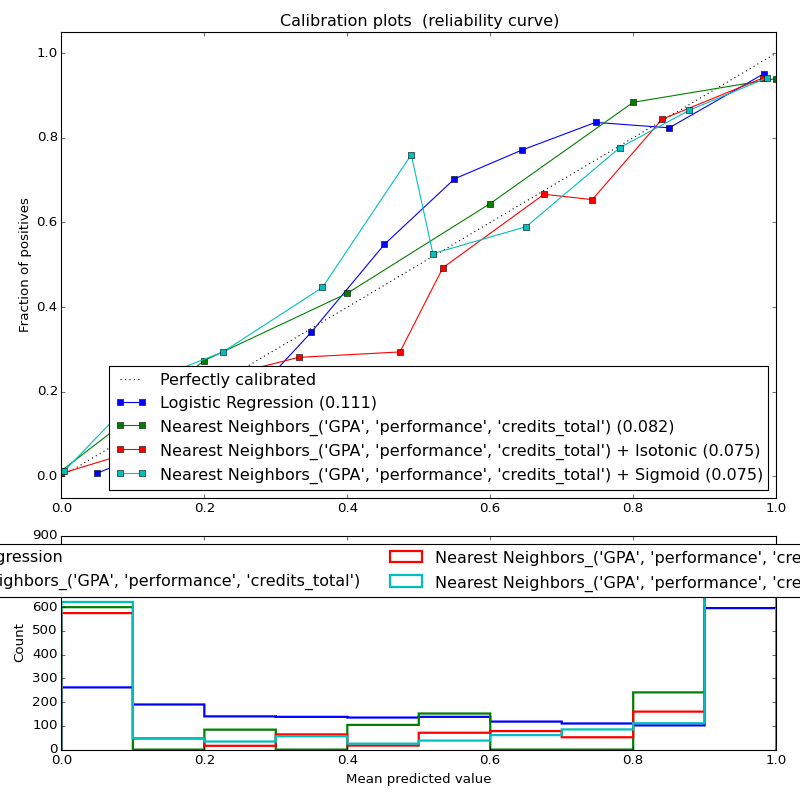 Calibration plots  (reliability curve)
1.0
0.8
0.6
0.4
0.2
0.0
Fraction of positives
Perfectly calibrated
Logistic Regression (0.111)
Nearest Neighbors_('GPA', 'performance', 'credits_total') (0.082)
Nearest Neighbors_('GPA', 'performance', 'credits_total') + Isotonic (0.075)
Nearest Neighbors_('GPA', 'performance', 'credits_total') + Sigmoid (0.075)
0.0 0.2 0.4 0.6 0.8 1.0
900
gression
ighbors_('GPA', 'performance', 'credits_total')
Nearest Neighbors_('GPA', 'performance', 'cre
Nearest Neighbors_('GPA', 'performance', 'cre
600
500
400
300
200
100
0
Count
0.0 0.2 0.4 0.6 0.8 1.0
Mean predicted value